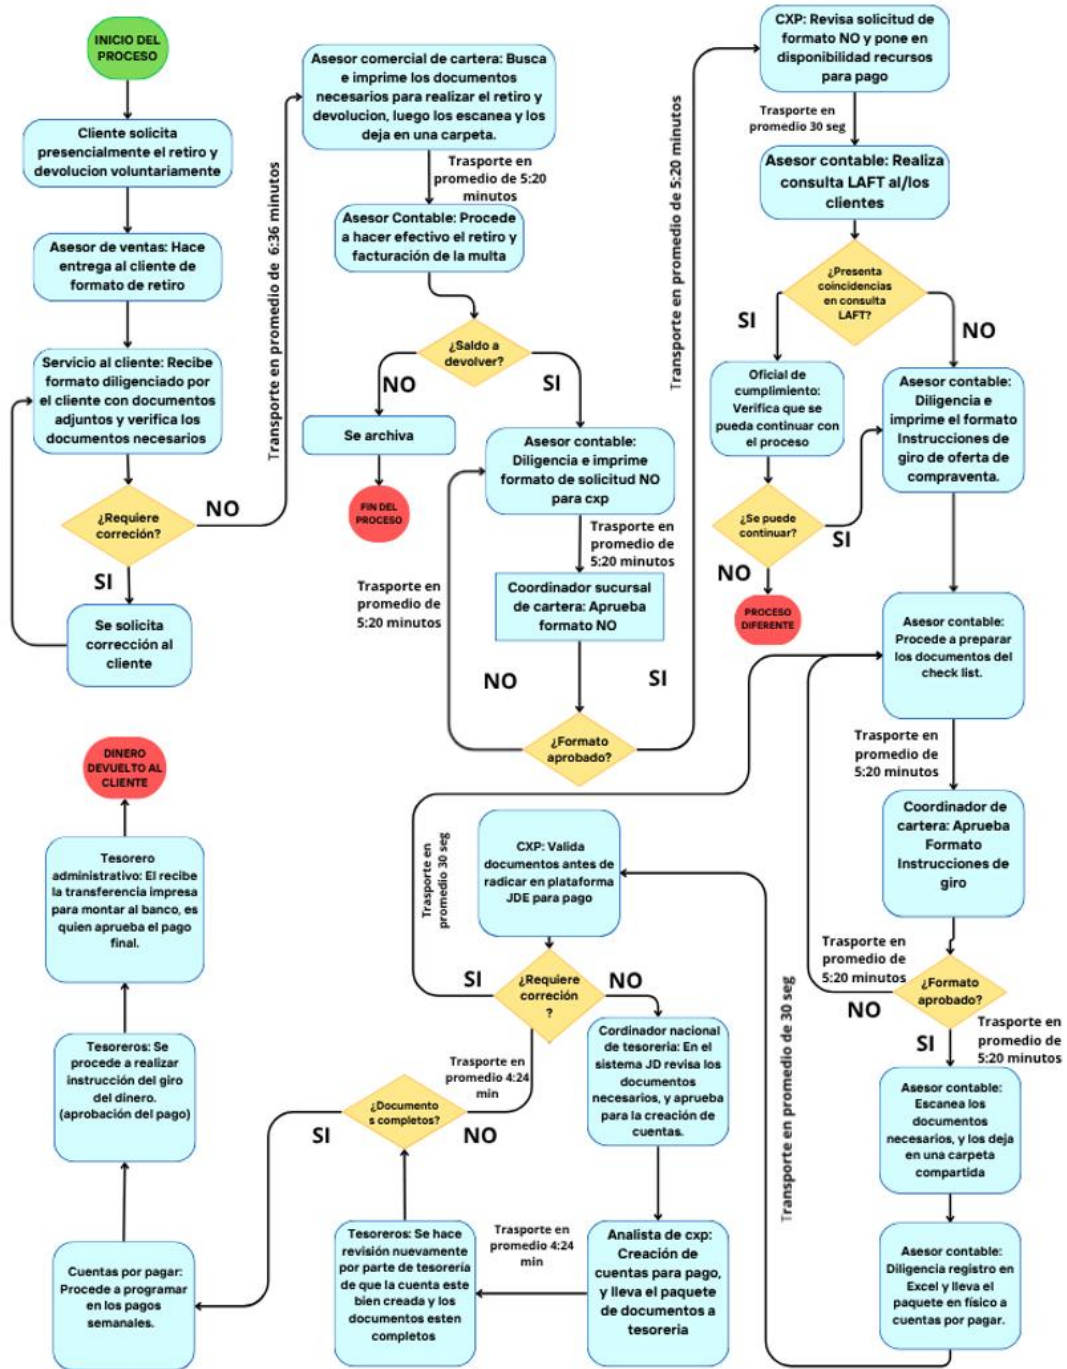 INICIO DEL
PROCESO
Cliente solicita
presencialmente el retiro y
devolucion voluntariamente
Asesor de ventas: Hace
entrega al cliente de
formato de retiro
Servicio al cliente: Recibe
formato diligenciado por
el cliente con documentos
adjuntos y verifica los
documentos necesarios
¿Requiere
correción?
NO
SI
Se solicita
corrección al
cliente
Transporte en promedio de 6:36 minutos
Asesor comercial de cartera: Busca
e imprime los documentos
necesarios para realizar el retiro y
devolucion, luego los escanea y los
deja en una carpeta.
Trasporte en
promedio de 5:20
minutos
Asesor Contable: Procede
a hacer efectivo el retiro y
facturación de la multa
¿Saldo a
devolver?
NO
SI
Se archiva
FIN DEL
PROCESO
Asesor contable:
Diligencia e imprime
formato de solicitud NO
para cxp
Trasporte en
promedio de
5:20 minutos
Trasporte en
promedio de
5:20 minutos
Coordinador sucursal
de cartera: Aprueba
formato NO
NO
SI
¿Formato
aprobado?
Transporte en promedio de 5:20 minutos
CXP: Revisa solicitud de
formato NO y pone en
disponibilidad recursos
para pago
Trasporte en
promedio 30 seg
Asesor contable: Realiza
consulta LAFT al/los
clientes
¿Presenta
coincidencias
en consulta
LAFT?
SI
NO
Oficial de
cumplimiento:
Verifica que se
pueda continuar con
el proceso
Asesor contable:
Diligencia e
imprime el formato
Instrucciones de
giro de oferta de
compraventa.
¿Se puede
continuar?
SI
NO
PROCESO
DIFERENTE
Asesor contable:
Procede a preparar
los documentos del
check list.
Trasporte en
promedio de
5:20 minutos
Coordinador de
cartera: Aprueba
Formato
Instrucciones de
giro
Trasporte en
promedio de
5:20 minutos
¿Formato
aprobado?
NO
SI
Trasporte en
promedio de
5:20 minutos
Asesor contable:
Escanea los
documentos
necesarios, y los deja
en una carpeta
compartida
Asesor contable:
Diligencia registro en
Excel y lleva el
paquete en físico a
cuentas por pagar.
Transporte en promedio de 30 seg
CXP: Valida
documentos antes de
radicar en plataforma
JDE para pago
Trasporte en
promedio 30 seg
¿Requiere
correción
?
SI
NO
Cordinador nacional
de tesoreria: En el
sistema JD revisa los
documentos
necesarios, y aprueba
para la creación de
cuentas.
Trasporte en
promedio 4:24
min
Analista de cxp:
Creación de
cuentas para pago,
y lleva el paquete
de documentos a
tesoreria
Trasporte en
promedio 4:24
min
Tesoreros: Se hace
revisión nuevamente
por parte de tesorería
de que la cuenta este
bien creada y los
documentos esten
completos
¿Documento
s completos?
SI
NO
Cuentas por pagar:
Procede a programar
en los pagos
semanales.
Tesoreros: Se
procede a realizar
instrucción del giro
del dinero.
(aprobación del pago)
Tesorero
administrativo: El recibe
la transferencia impresa
para montar al banco, es
quien aprueba el pago
final.
DINERO
DEVUELTO AL
CLIENTE